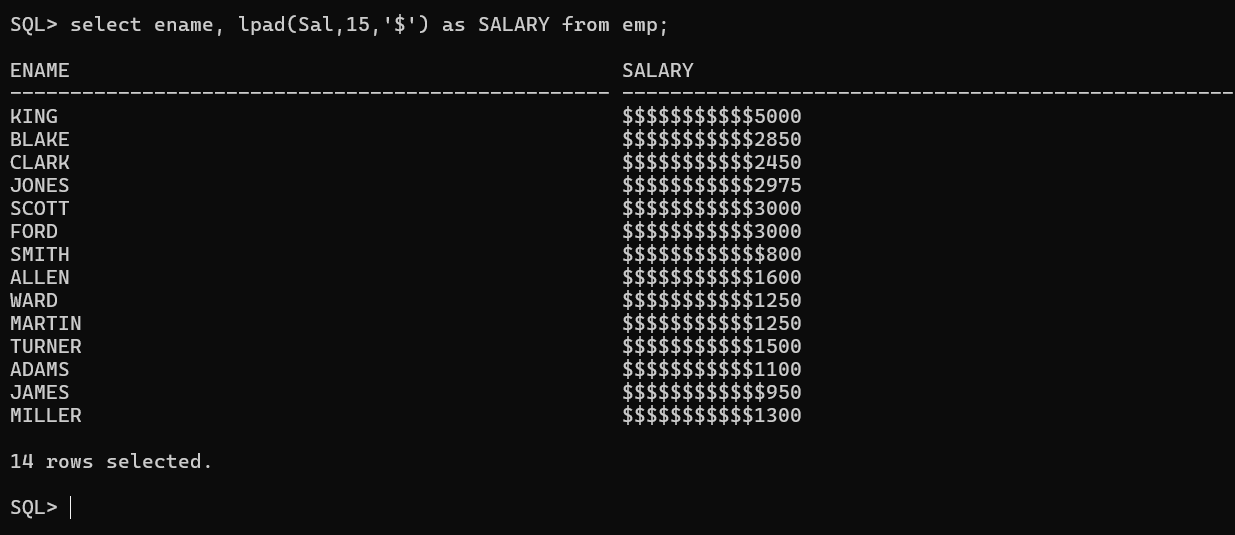 SQL> select ename, lpad(Sal,15,'$') as SALARY from emp;
ENAME                                              SALARY
-------------------------------------------------- ---------------------------------------------------
KING                                               $$$$$$$$$$$5000
BLAKE                                              $$$$$$$$$$$2850
CLARK                                              $$$$$$$$$$$2450
JONES                                              $$$$$$$$$$$2975
SCOTT                                              $$$$$$$$$$$3000
FORD                                               $$$$$$$$$$$3000
SMITH                                              $$$$$$$$$$$$800
ALLEN                                              $$$$$$$$$$$1600
WARD                                               $$$$$$$$$$$1250
MARTIN                                             $$$$$$$$$$$1250
TURNER                                             $$$$$$$$$$$1500
ADAMS                                              $$$$$$$$$$$1100
JAMES                                              $$$$$$$$$$$$950
MILLER                                             $$$$$$$$$$$1300
14 rows selected.
SQL>